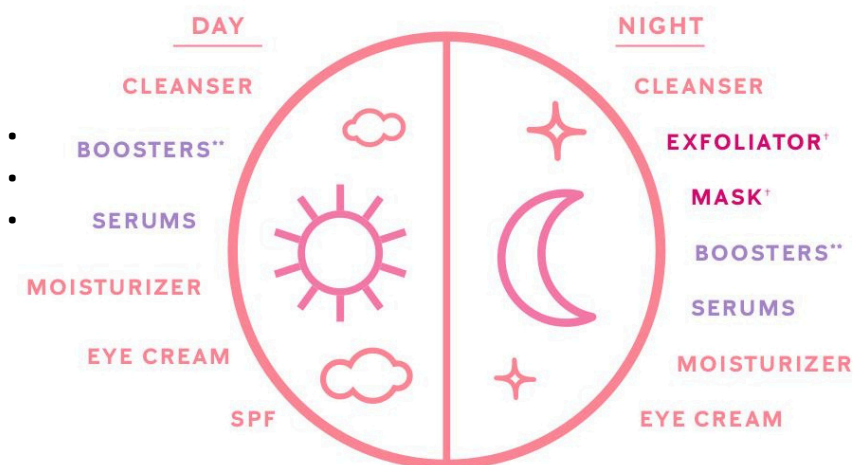 DAY
CLEANSER
BOOSTERS**
SERUMS
MOISTURIZER
EYE CREAM
SPF
NIGHT
CLEANSER
EXFOLIATOR†
MASK†
BOOSTERS**
SERUMS
MOISTURIZER
EYE CREAM